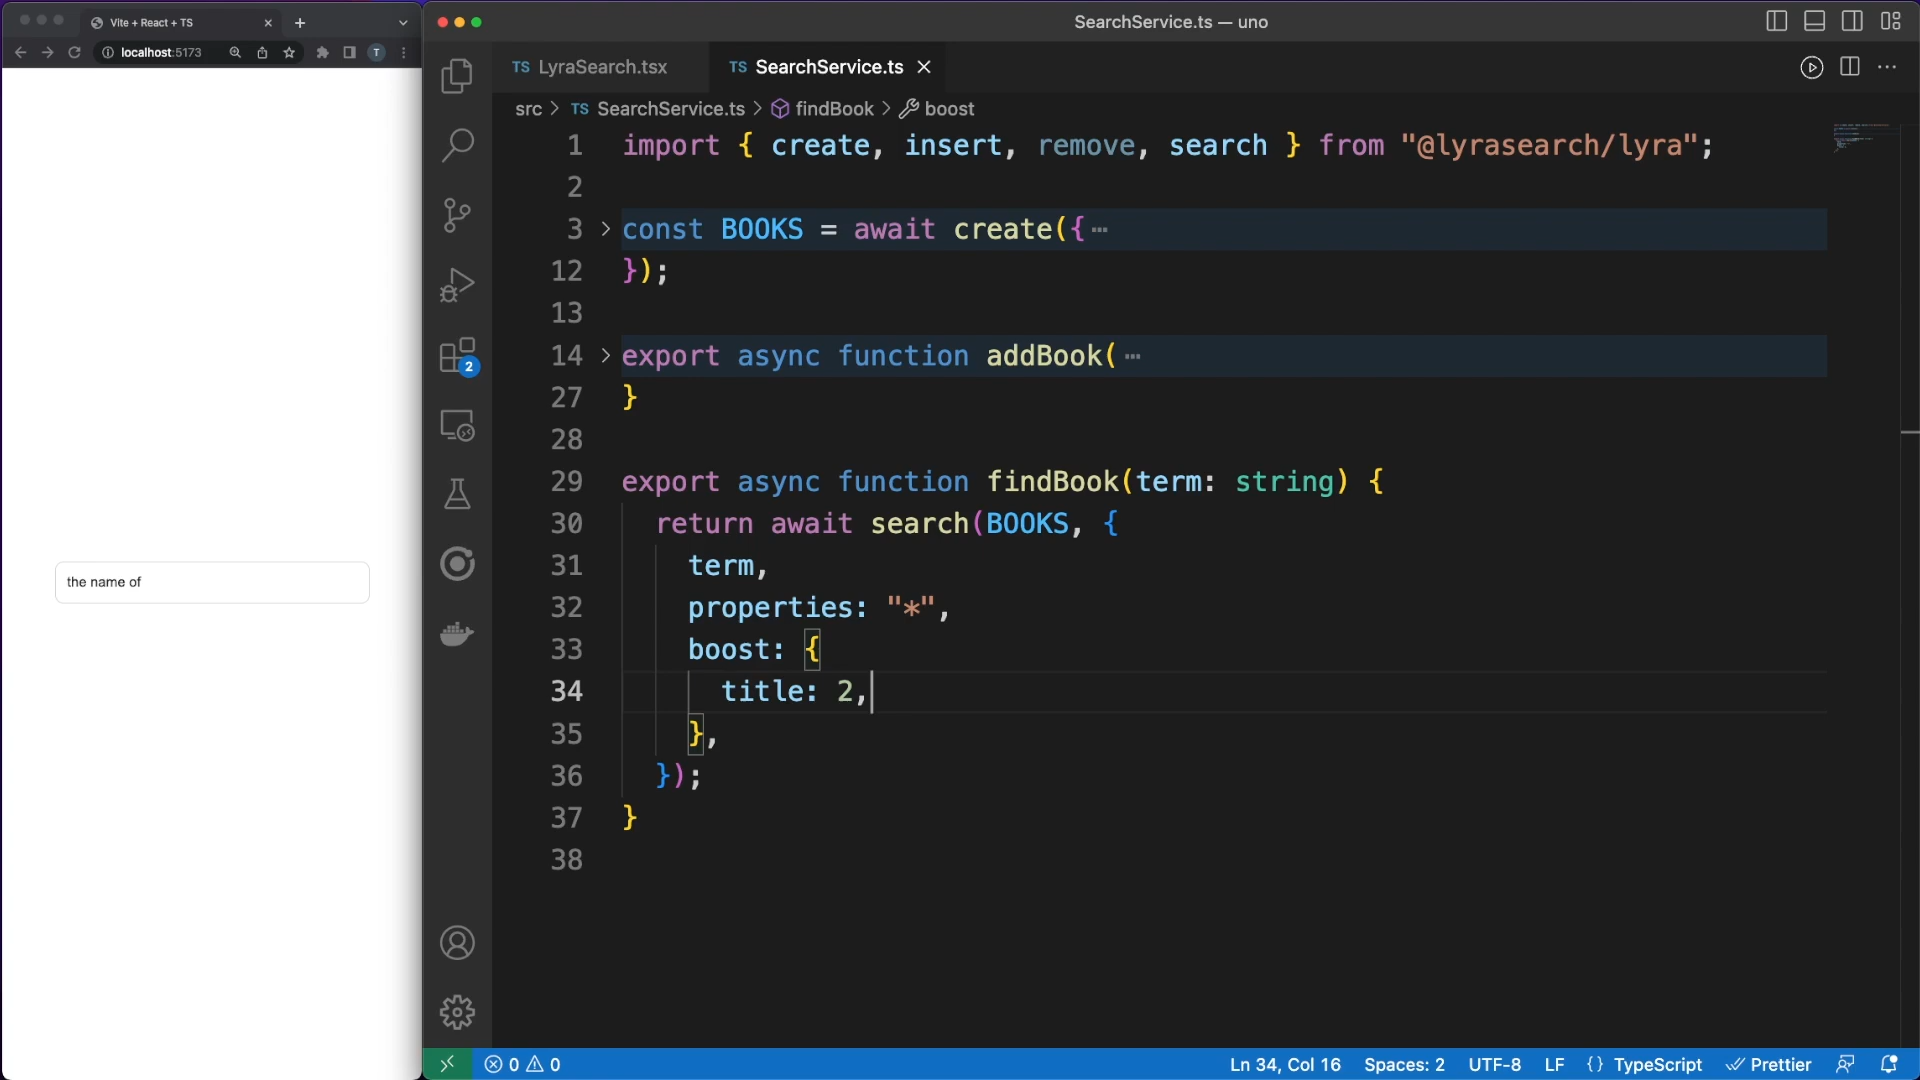 Vite + React + TS
localhost:5173
T
the name of
SearchService.ts — uno
TS LyraSearch.tsx
TS SearchService.ts
src > TS SearchService.ts > findBook > boost
1 import { create, insert, remove, search } from "@lyrasearch/lyra";
2
3 const BOOKS = await create({ ⋯
12 });
13
14 export async function addBook( ⋯
27 }
28
29 export async function findBook(term: string) {
30 return await search(BOOKS, {
31 term,
32 properties: "*",
33 boost: {
34 title: 2,
35 },
36 });
37 }
38
2
0 0 Ln 34, Col 16 Spaces: 2 UTF-8 LF {} TypeScript Prettier